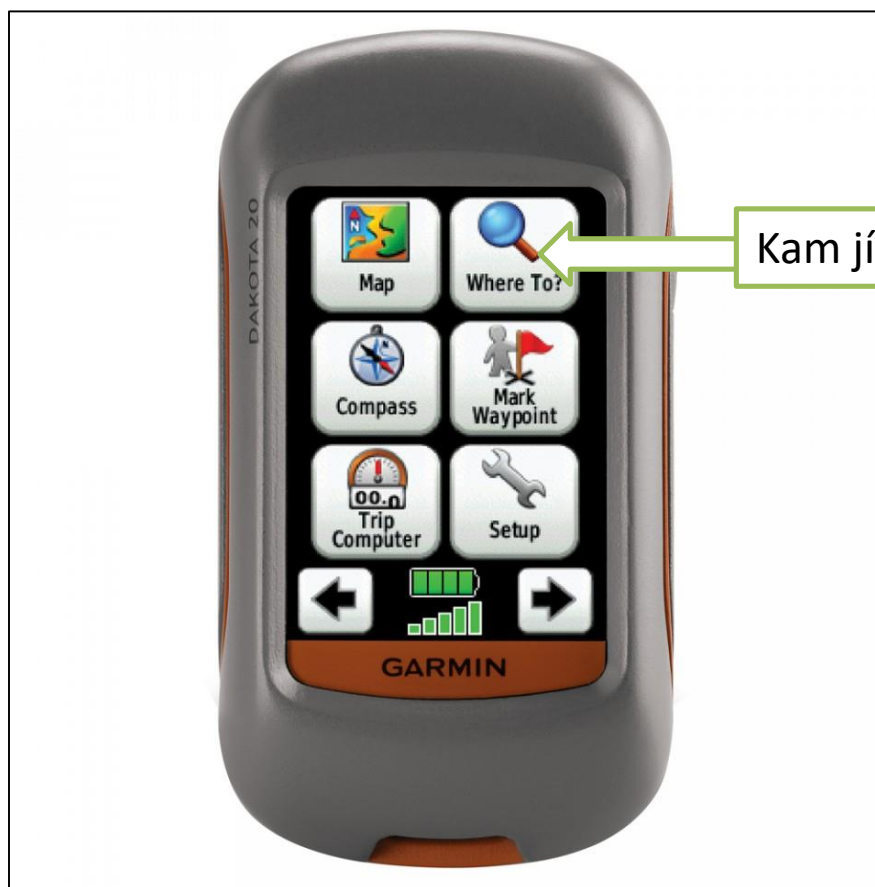 DAKOTA 20
Map
Where To?
Kam jí
Compass
Mark
Waypoint
00.0
Trip
Computer
Setup
GARMIN